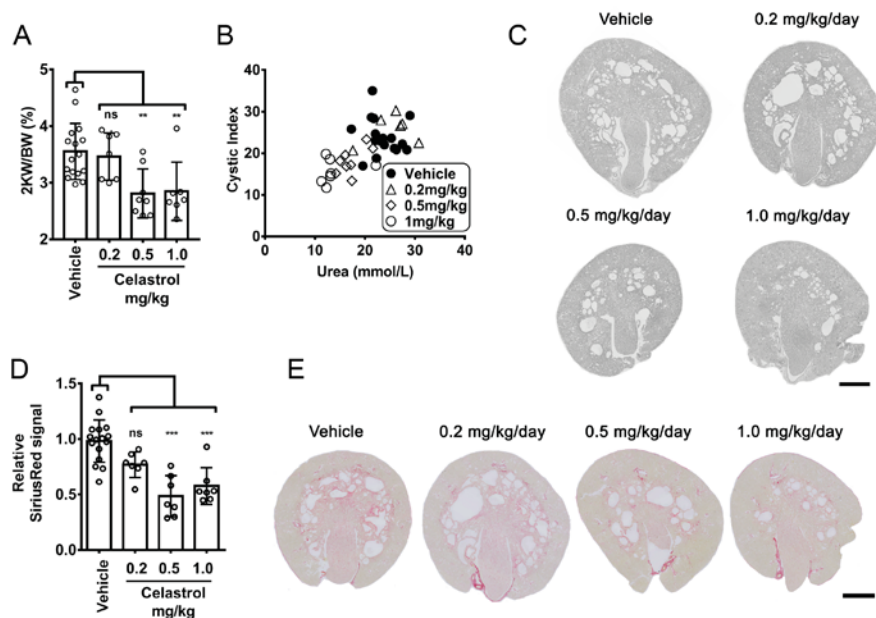 A
2KW/BW (%)
5
4
3
2
ns
**
**
Vehicle
0.2 0.5 1.0
Celastrol
mg/kg
B
Cystic Index
40
30
20
10
0
0 10 20 30 40
Urea (mmol/L)
Vehicle
0.2mg/kg
0.5mg/kg
1mg/kg
C
Vehicle
0.2 mg/kg/day
0.5 mg/kg/day
1.0 mg/kg/day
D
Relative
SiriusRed signal
1.5
1.0
0.5
0.0
ns
***
***
Vehicle
0.2 0.5 1.0
Celastrol
mg/kg
E
Vehicle
0.2 mg/kg/day
0.5 mg/kg/day
1.0 mg/kg/day